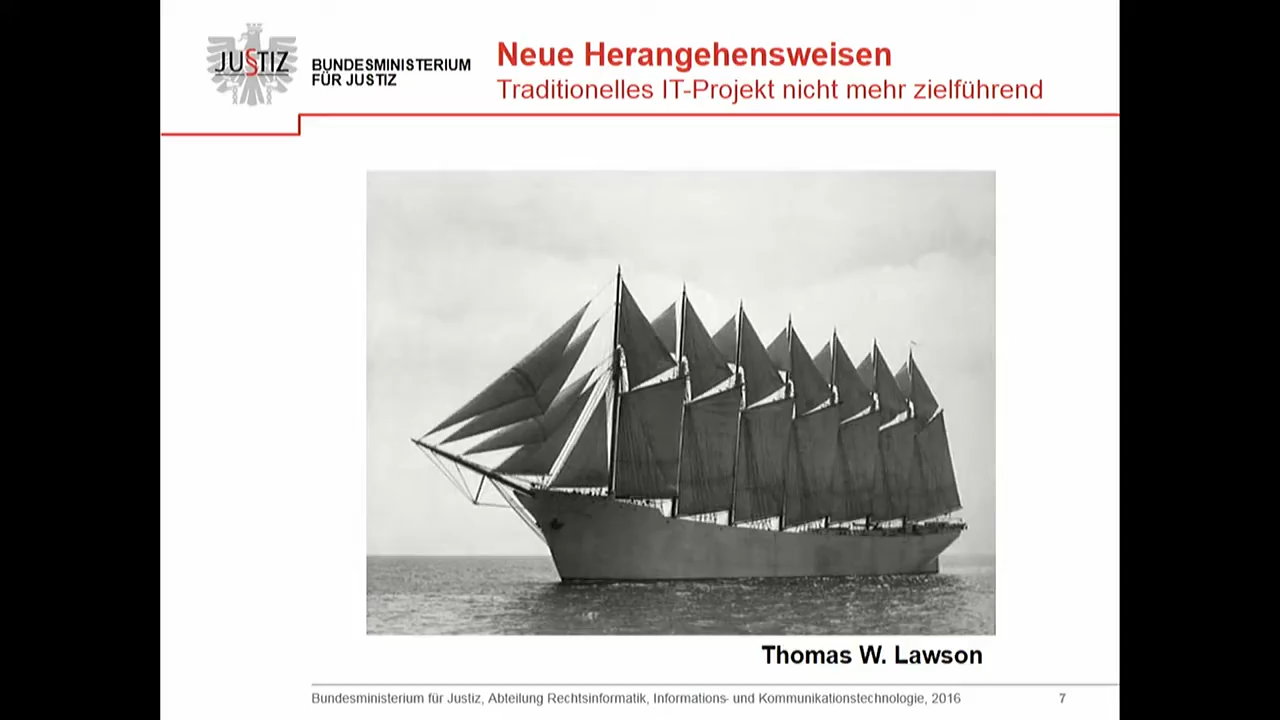 JUSTIZ
BUNDESMINISTERIUM
FÜR JUSTIZ
Neue Herangehensweisen
Traditionelles IT-Projekt nicht mehr zielführend
Thomas W. Lawson
Bundesministerium für Justiz, Abteilung Rechtsinformatik, Informations- und Kommunikationstechnologie, 2016
7